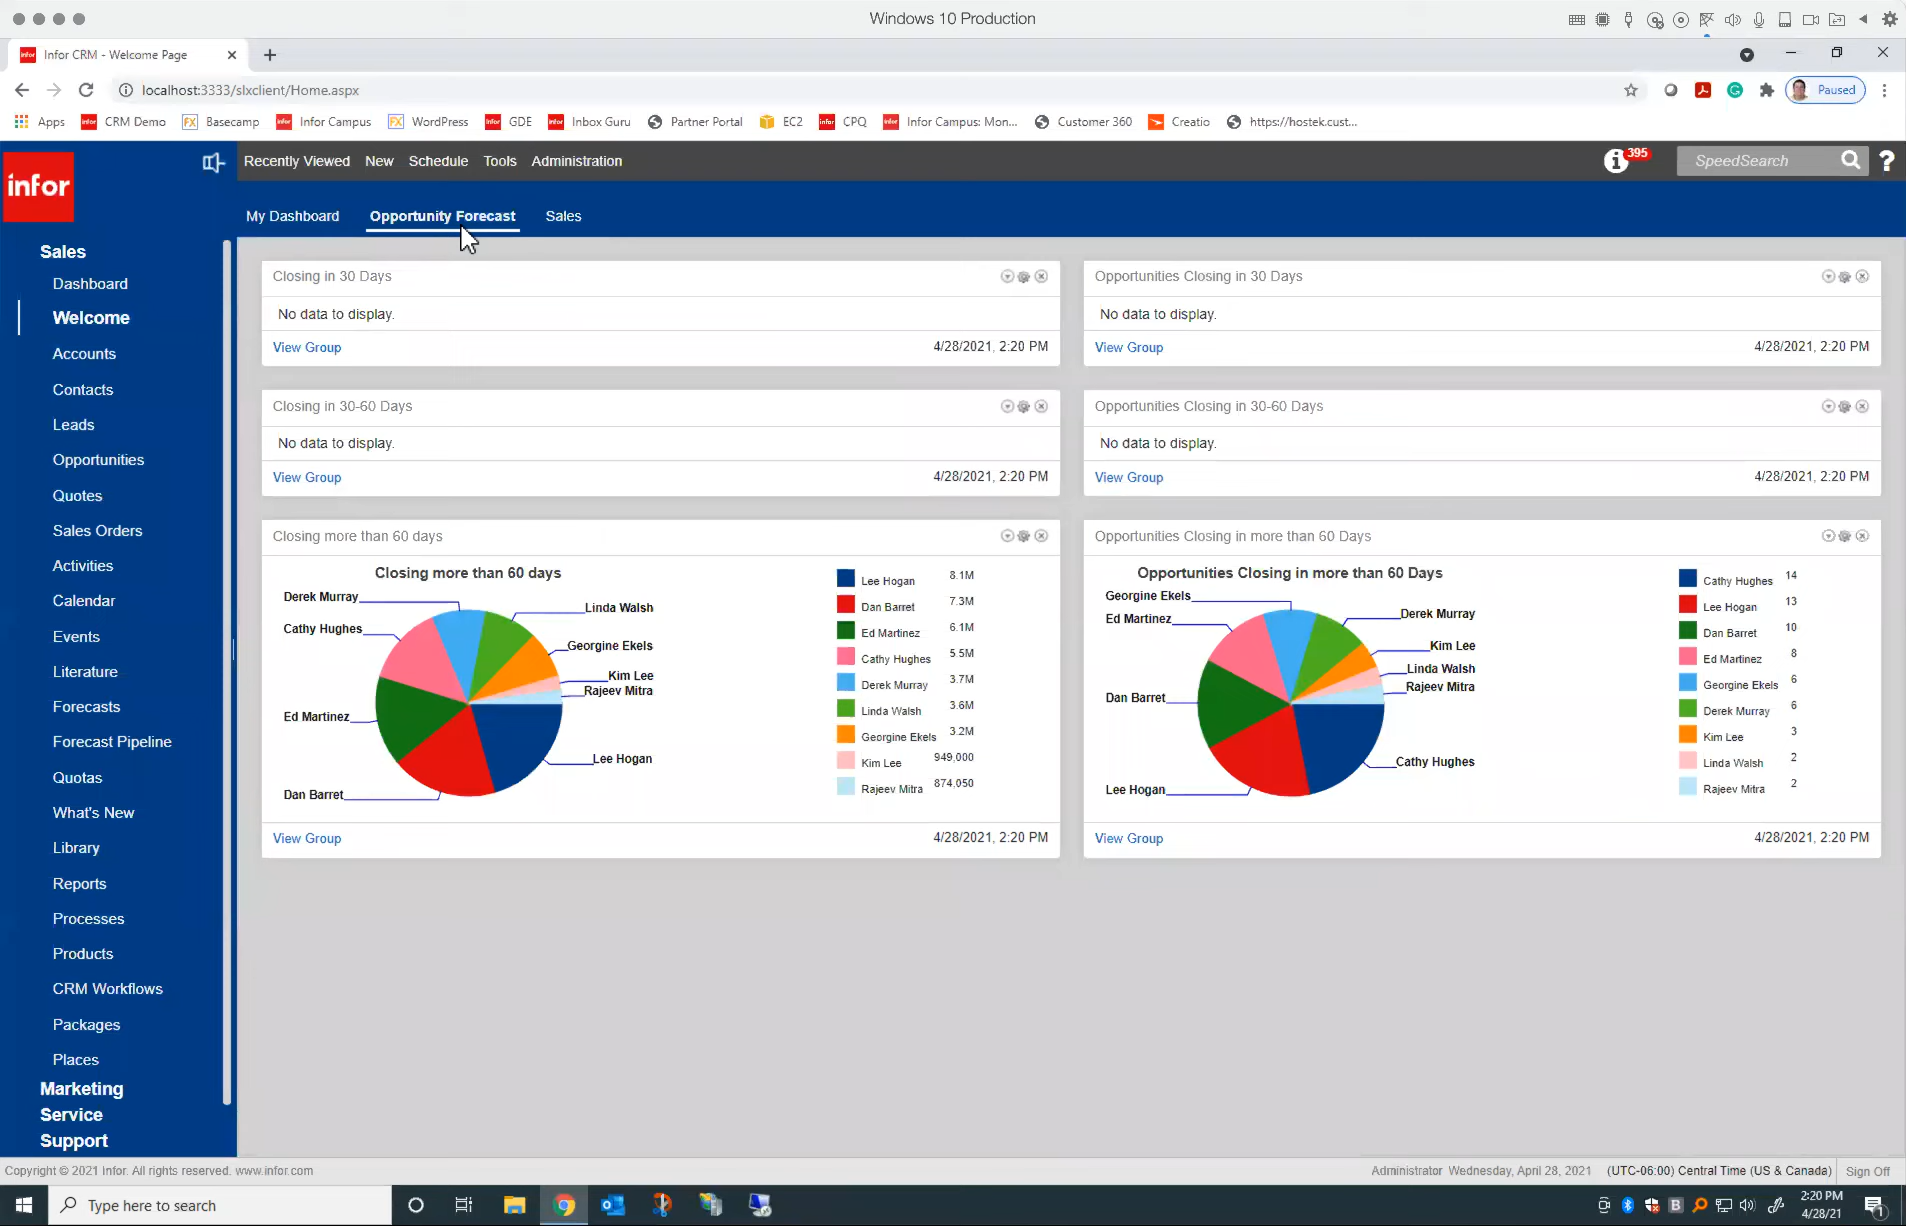 Windows 10 Production
infor Infor CRM - Welcome Page
localhost:3333/slxclient/Home.aspx
Paused
Apps infor CRM Demo FX Basecamp infor Infor Campus FX WordPress infor GDE infor Inbox Guru Partner Portal EC2 infor CPQ infor Infor Campus: Mon... Customer 360 Creatio https://hostek.cust...
infor
Recently Viewed New Schedule Tools Administration
395
SpeedSearch
?
My Dashboard Opportunity Forecast Sales
Sales
Dashboard
Welcome
Accounts
Contacts
Leads
Opportunities
Quotes
Sales Orders
Activities
Calendar
Events
Literature
Forecasts
Forecast Pipeline
Quotas
What's New
Library
Reports
Processes
Products
CRM Workflows
Packages
Places
Marketing
Service
Support
Closing in 30 Days
No data to display.
View Group 4/28/2021, 2:20 PM
Opportunities Closing in 30 Days
No data to display.
View Group 4/28/2021, 2:20 PM
Closing in 30-60 Days
No data to display.
View Group 4/28/2021, 2:20 PM
Opportunities Closing in 30-60 Days
No data to display.
View Group 4/28/2021, 2:20 PM
Closing more than 60 days
Closing more than 60 days
Derek Murray
Linda Walsh
Cathy Hughes
Georgine Ekels
Kim Lee
Rajeev Mitra
Ed Martinez
Lee Hogan
Dan Barret
Lee Hogan 8.1M
Dan Barret 7.3M
Ed Martinez 6.1M
Cathy Hughes 5.5M
Derek Murray 3.7M
Linda Walsh 3.6M
Georgine Ekels 3.2M
Kim Lee 949,000
Rajeev Mitra 874,050
View Group 4/28/2021, 2:20 PM
Opportunities Closing in more than 60 Days
Opportunities Closing in more than 60 Days
Georgine Ekels
Derek Murray
Ed Martinez
Kim Lee
Linda Walsh
Rajeev Mitra
Dan Barret
Cathy Hughes
Lee Hogan
Cathy Hughes 14
Lee Hogan 13
Dan Barret 10
Ed Martinez 8
Georgine Ekels 6
Derek Murray 6
Kim Lee 3
Linda Walsh 2
Rajeev Mitra 2
View Group 4/28/2021, 2:20 PM
Copyright © 2021 Infor. All rights reserved. www.infor.com
Administrator Wednesday, April 28, 2021 (UTC-06:00) Central Time (US & Canada) Sign Off
Type here to search
2:20 PM
4/28/21
1